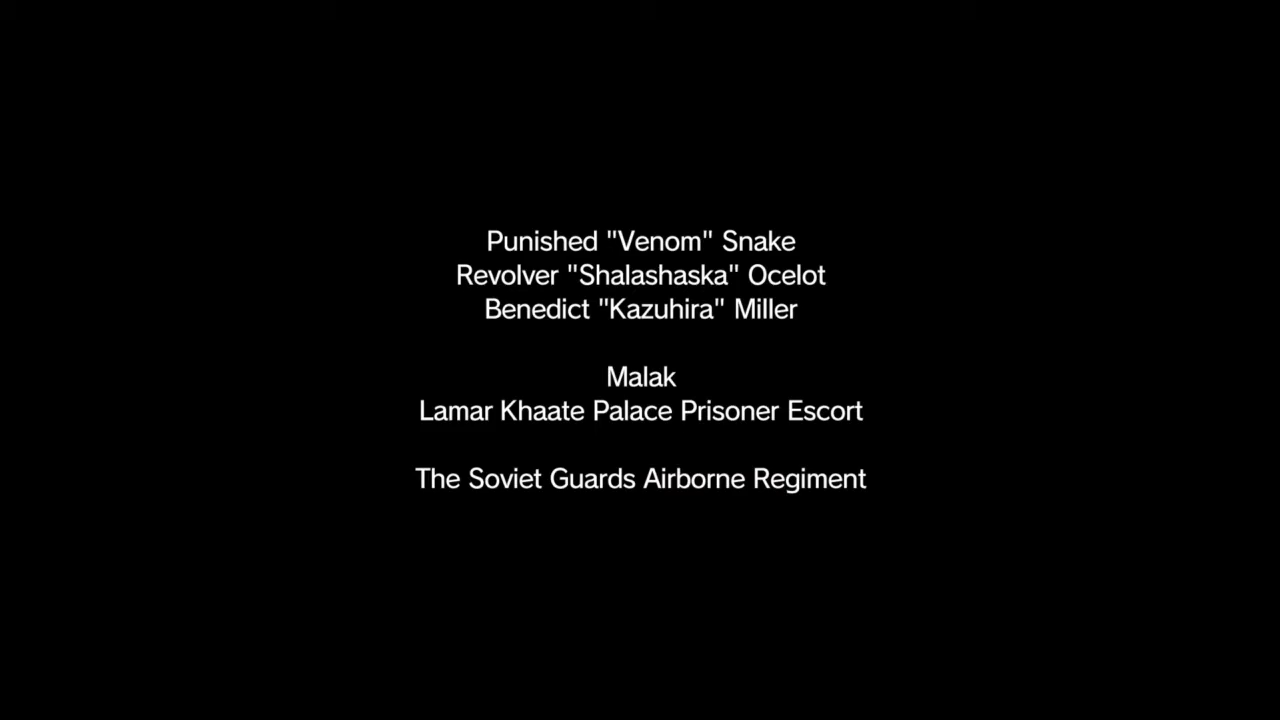 Punished "Venom" Snake
Revolver "Shalashaska" Ocelot
Benedict "Kazuhira" Miller
Malak
Lamar Khaate Palace Prisoner Escort
The Soviet Guards Airborne Regiment